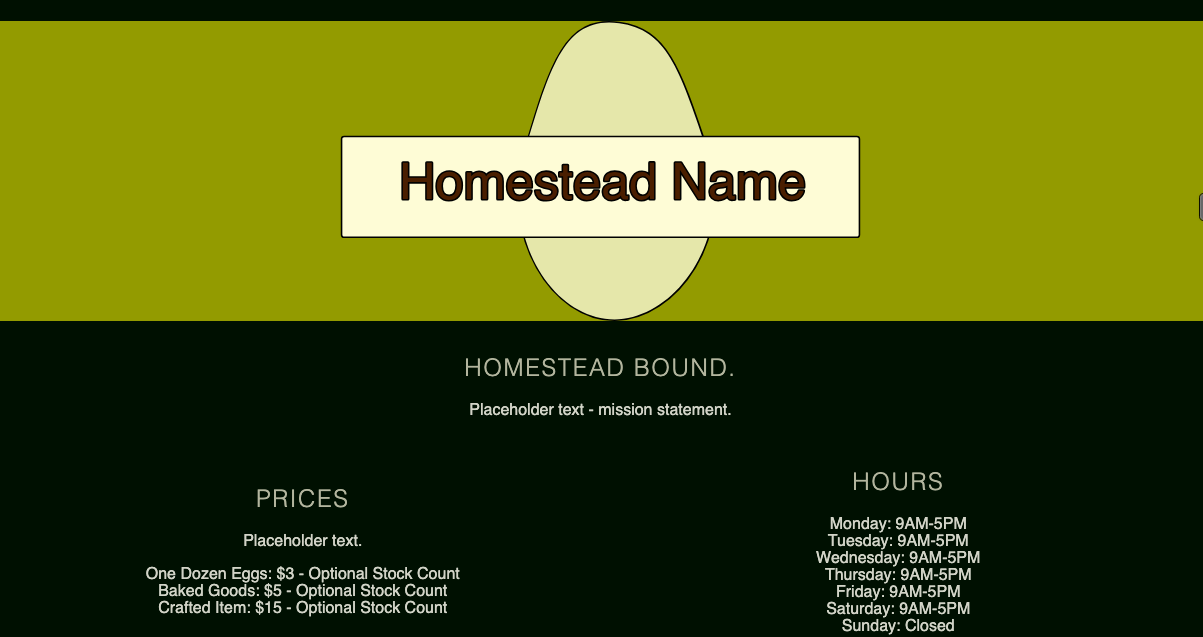 Homestead Name
HOMESTEAD BOUND.
Placeholder text - mission statement.
PRICES
Placeholder text.
One Dozen Eggs: $3 - Optional Stock Count
Baked Goods: $5 - Optional Stock Count
Crafted Item: $15 - Optional Stock Count
HOURS
Monday: 9AM-5PM
Tuesday: 9AM-5PM
Wednesday: 9AM-5PM
Thursday: 9AM-5PM
Friday: 9AM-5PM
Saturday: 9AM-5PM
Sunday: Closed